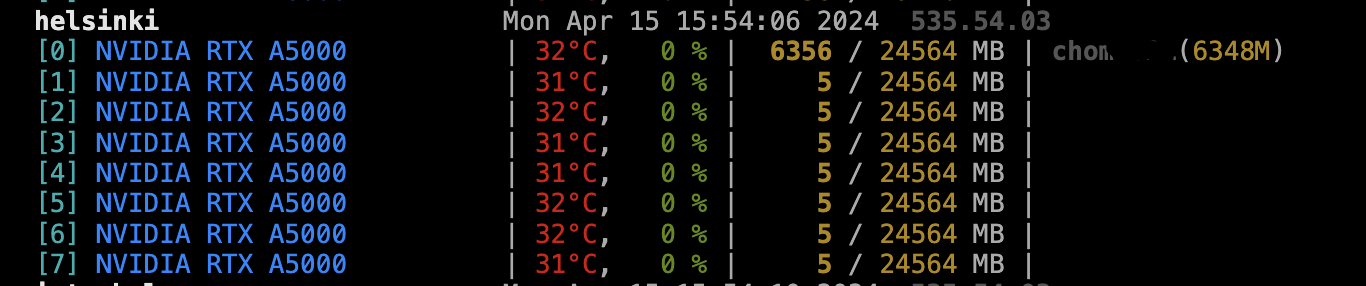 helsinki Mon Apr 15 15:54:06 2024 535.54.03
[0] NVIDIA RTX A5000 | 32°C, 0 % | 6356 / 24564 MB | (6348M)
[1] NVIDIA RTX A5000 | 31°C, 0 % | 5 / 24564 MB |
[2] NVIDIA RTX A5000 | 32°C, 0 % | 5 / 24564 MB |
[3] NVIDIA RTX A5000 | 31°C, 0 % | 5 / 24564 MB |
[4] NVIDIA RTX A5000 | 31°C, 0 % | 5 / 24564 MB |
[5] NVIDIA RTX A5000 | 32°C, 0 % | 5 / 24564 MB |
[6] NVIDIA RTX A5000 | 32°C, 0 % | 5 / 24564 MB |
[7] NVIDIA RTX A5000 | 31°C, 0 % | 5 / 24564 MB |